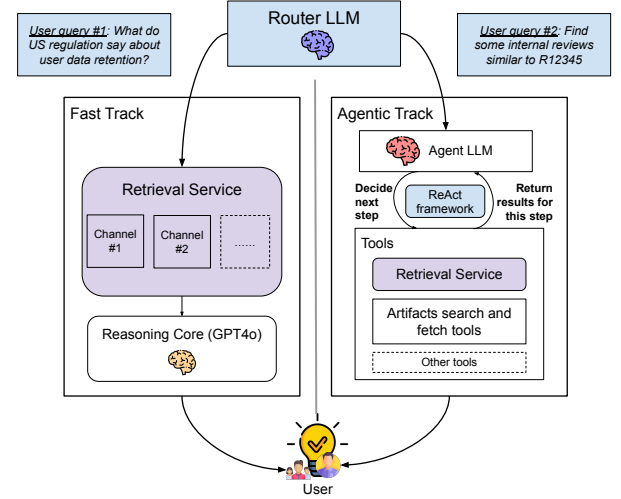 Router LLM
User query #1: What do
US regulation say about
user data retention?
User query #2: Find
some internal reviews
similar to R12345
Fast Track
Retrieval Service
Channel
#1
Channel
#2
......
Reasoning Core (GPT4o)
Agentic Track
Agent LLM
Decide
next
step
ReAct
framework
Return
results for
this step
Tools
Retrieval Service
Artifacts search and
fetch tools
Other tools
User